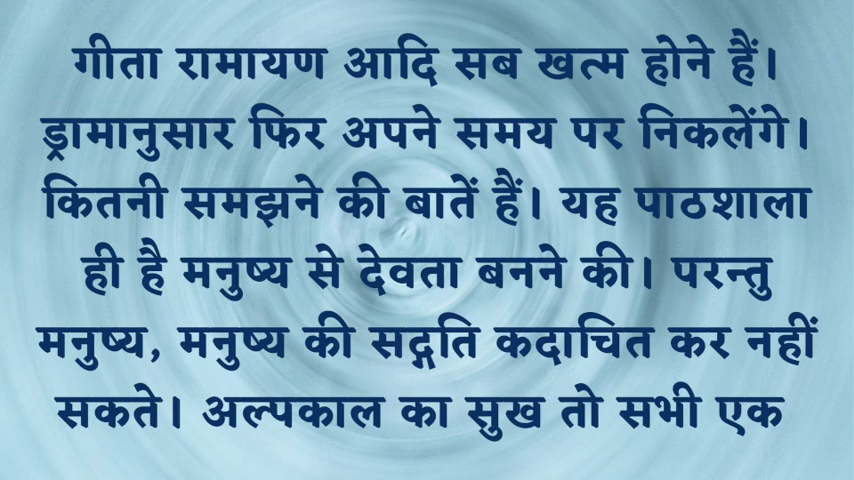 गीता रामायण आदि सब खत्म होने हैं।
ड्रामानुसार फिर अपने समय पर निकलेंगे।
कितनी समझने की बातें हैं। यह पाठशाला
ही है मनुष्य से देवता बनने की। परन्तु
मनुष्य, मनुष्य की सद्गति कदाचित कर नहीं
सकते। अल्पकाल का सुख तो सभी एक